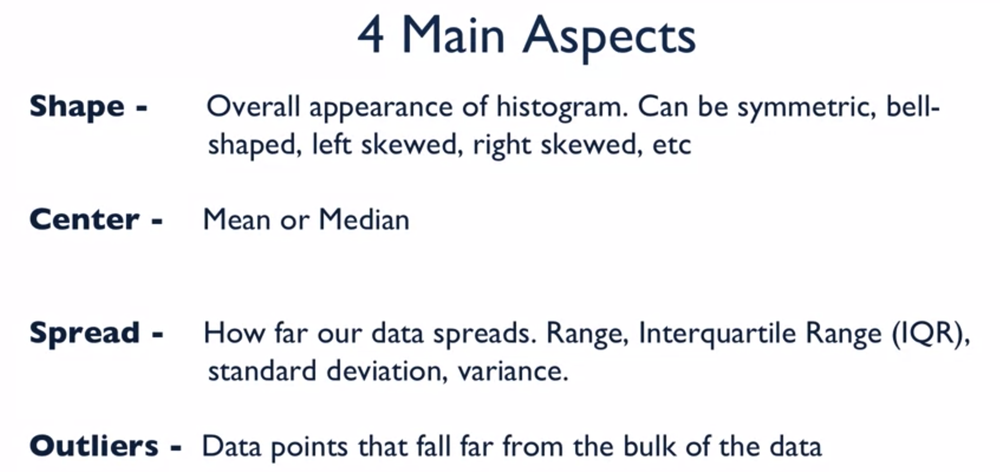 4 Main Aspects
Shape - Overall appearance of histogram. Can be symmetric, bell-
shaped, left skewed, right skewed, etc
Center - Mean or Median
Spread - How far our data spreads. Range, Interquartile Range (IQR),
standard deviation, variance.
Outliers - Data points that fall far from the bulk of the data